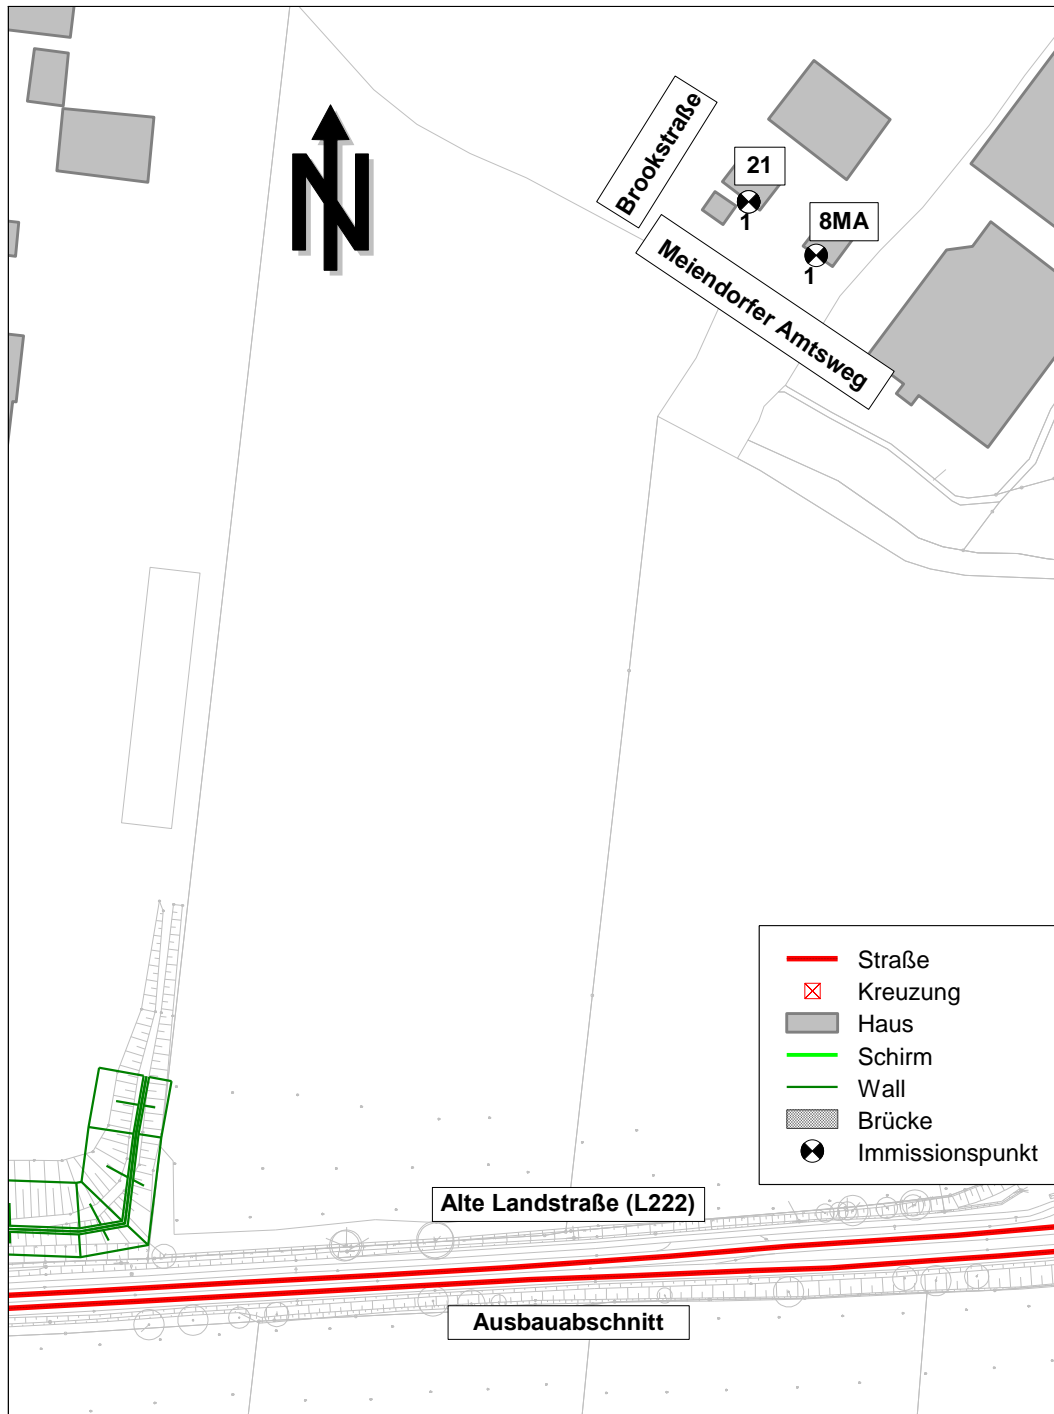 N
Brookstraße
21
1
8MA
1
Meiendorfer Amtsweg
Straße
Kreuzung
Haus
Schirm
Wall
Brücke
Immissionspunkt
Alte Landstraße (L222)
Ausbauabschnitt